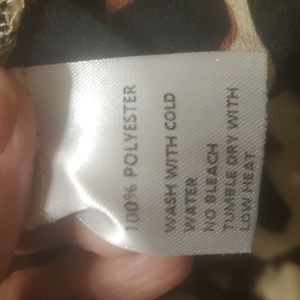 100% POLYESTER
WASH WITH COLD
WATER
NO BLEACH
TUMBLE DRY WITH
LOW HEAT